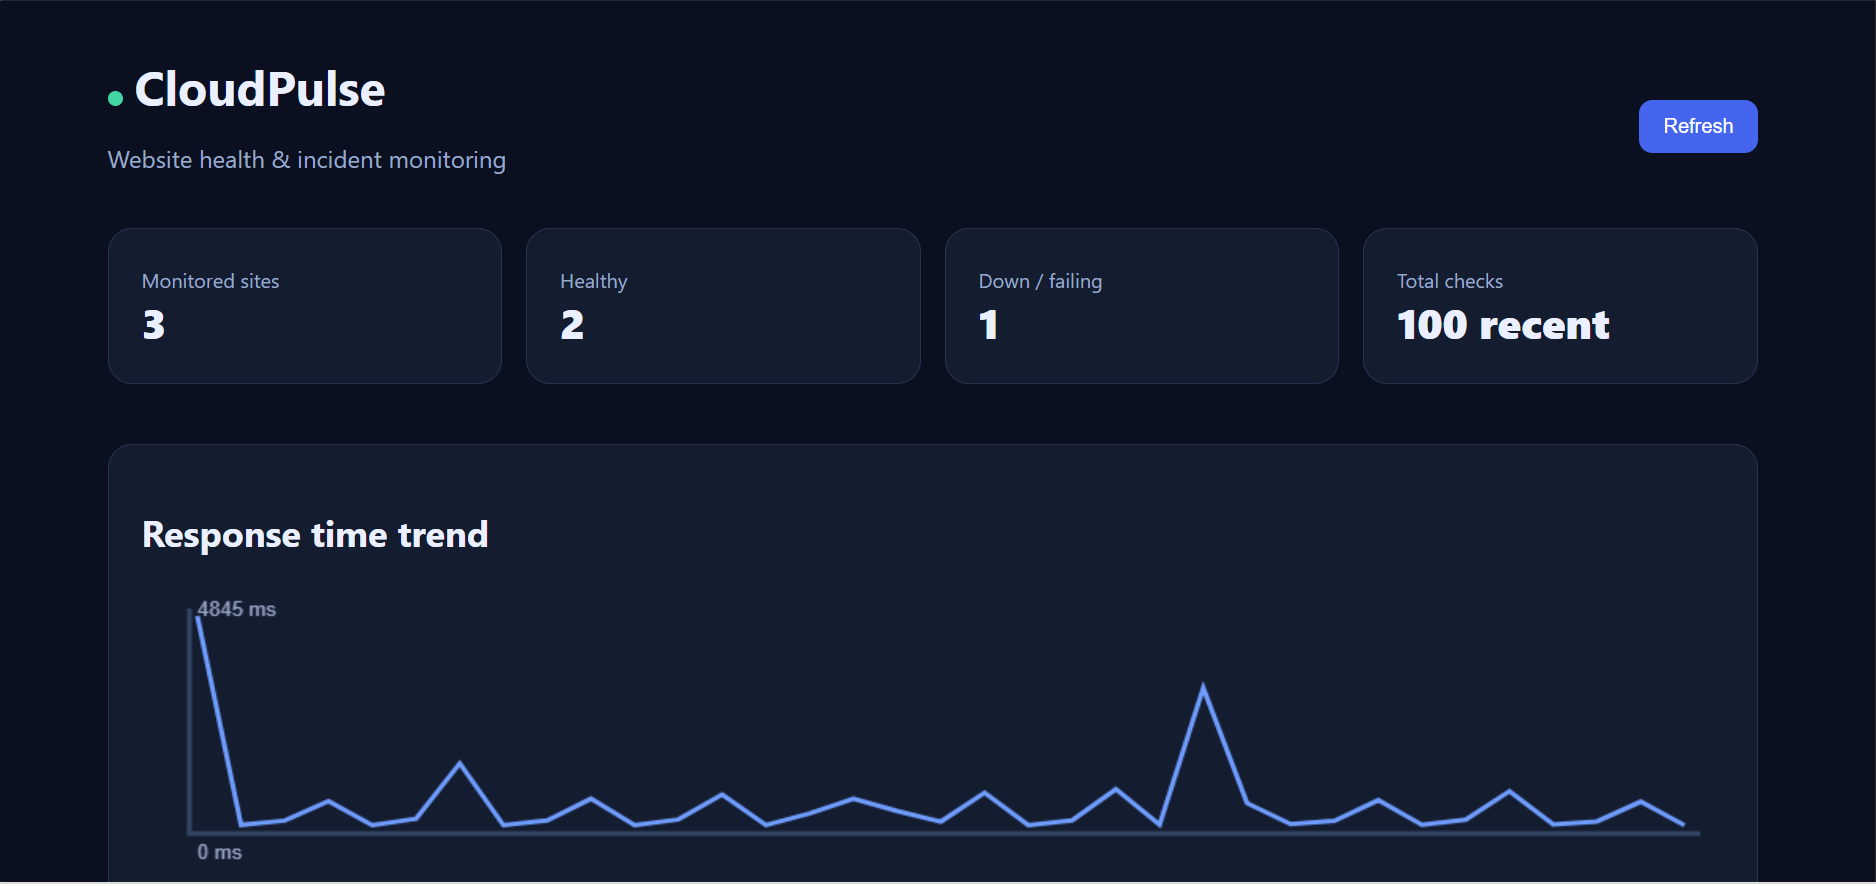 CloudPulse
Website health & incident monitoring
Refresh
Monitored sites
3
Healthy
2
Down / failing
1
Total checks
100 recent
Response time trend
4845 ms
0 ms